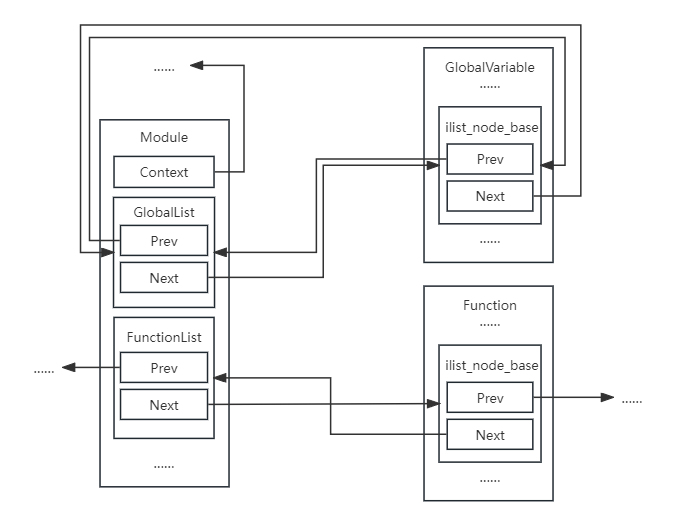 ......
Module
Context
GlobalList
Prev
Next
FunctionList
Prev
Next
......
......
GlobalVariable
......
ilist_node_base
Prev
Next
......
Function
......
ilist_node_base
Prev
Next
......
......